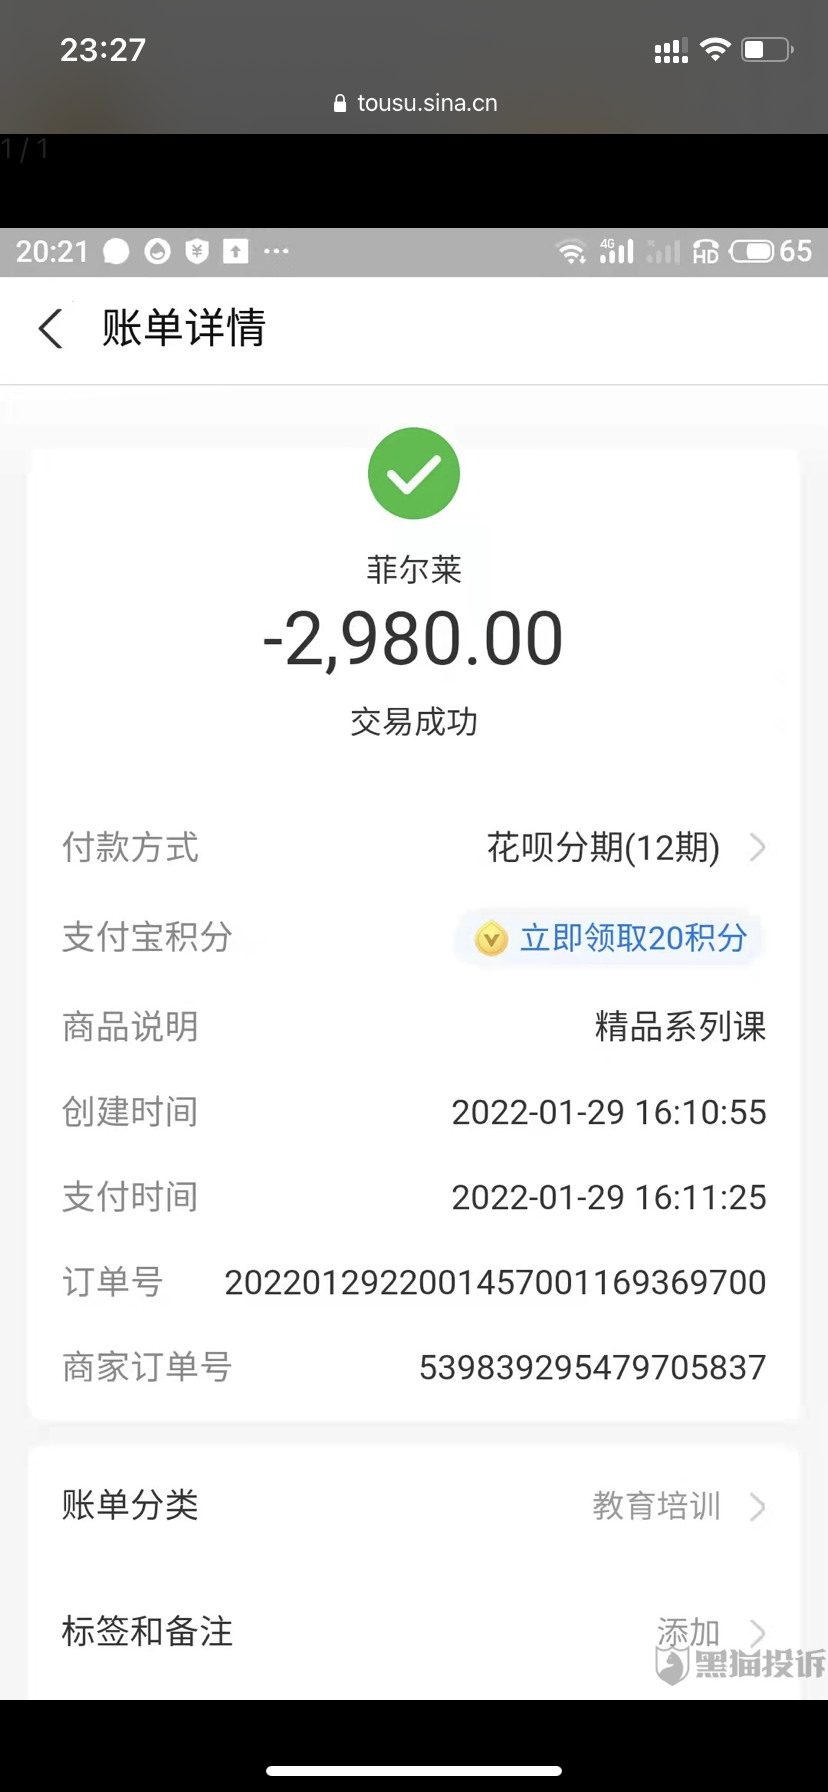 23:27
tousu.sina.cn
1 / 1
20:21 ¥ ··· 4G HD 65
账单详情
菲尔莱
-2,980.00
交易成功
付款方式 花呗分期(12期)
支付宝积分 立即领取20积分
商品说明 精品系列课
创建时间 2022-01-29 16:10:55
支付时间 2022-01-29 16:11:25
订单号 2022012922001457001169369700
商家订单号 539839295479705837
账单分类 教育培训
标签和备注 添加
黑猫投诉